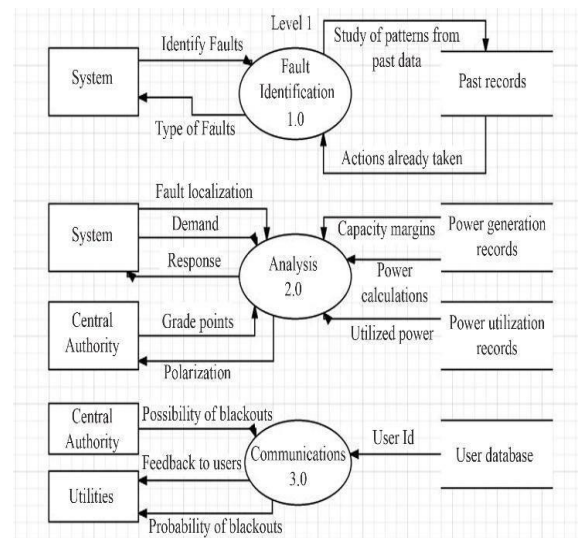 Level 1
Identify Faults
System
Type of Faults
Fault
Identification
1.0
Study of patterns from
past data
Past records
Actions already taken
Fault localization
System
Demand
Response
Analysis
2.0
Capacity margins
Power generation
records
Power
calculations
Central
Authority
Grade points
Polarization
Utilized power
Power utilization
records
Central
Authority
Possibility of blackouts
Communications
3.0
User Id
User database
Feedback to users
Utilities
Probability of blackouts